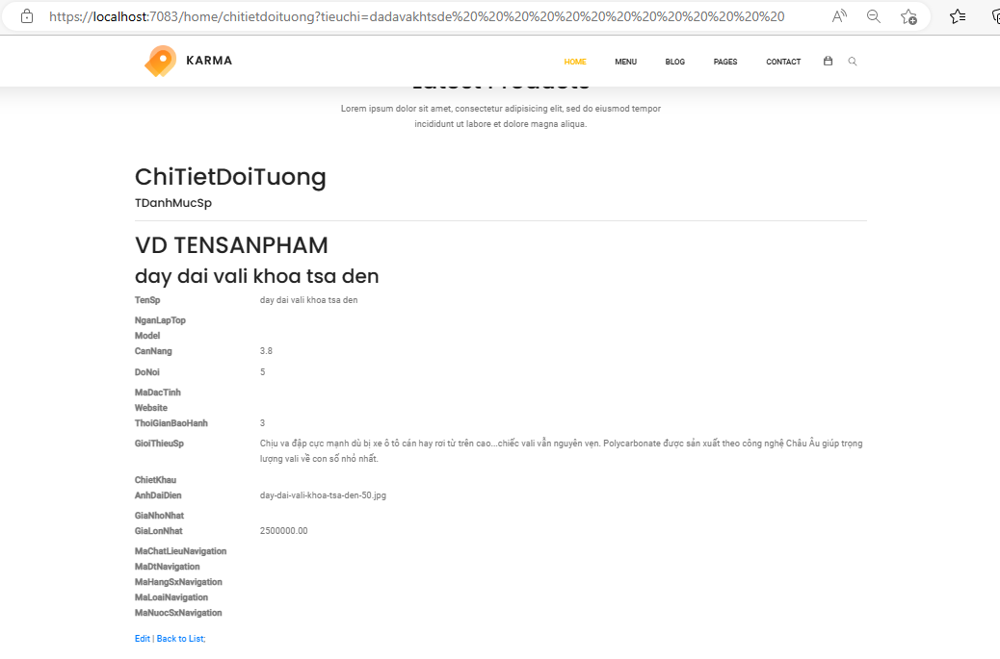 https://localhost:7083/home/chitietdoituong?tieuchi=dadavakhtsde%20%20%20%20%20%20%20%20%20%20%20%20%20
KARMA
HOME MENU BLOG PAGES CONTACT
Latest Products
Lorem ipsum dolor sit amet, consectetur adipisicing elit, sed do eiusmod tempor
incididunt ut labore et dolore magna aliqua.
ChiTietDoiTuong
TDanhMucSp
VD TENSANPHAM
day dai vali khoa tsa den
TenSp day dai vali khoa tsa den
NganLapTop
Model
CanNang 3.8
DoNoi 5
MaDacTinh
Website
ThoiGianBaoHanh 3
GioiThieuSp Chịu va đập cực mạnh dù bị xe ô tô cán hay rơi từ trên cao...chiếc vali vẫn nguyên vẹn. Polycarbonate được sản xuất theo công nghệ Châu Âu giúp trọng
lượng vali về con số nhỏ nhất.
ChietKhau
AnhDaiDien day-dai-vali-khoa-tsa-den-50.jpg
GiaNhoNhat
GiaLonNhat 2500000.00
MaChatLieuNavigation
MaDtNavigation
MaHangSxNavigation
MaLoaiNavigation
MaNuocSxNavigation
Edit | Back to List;